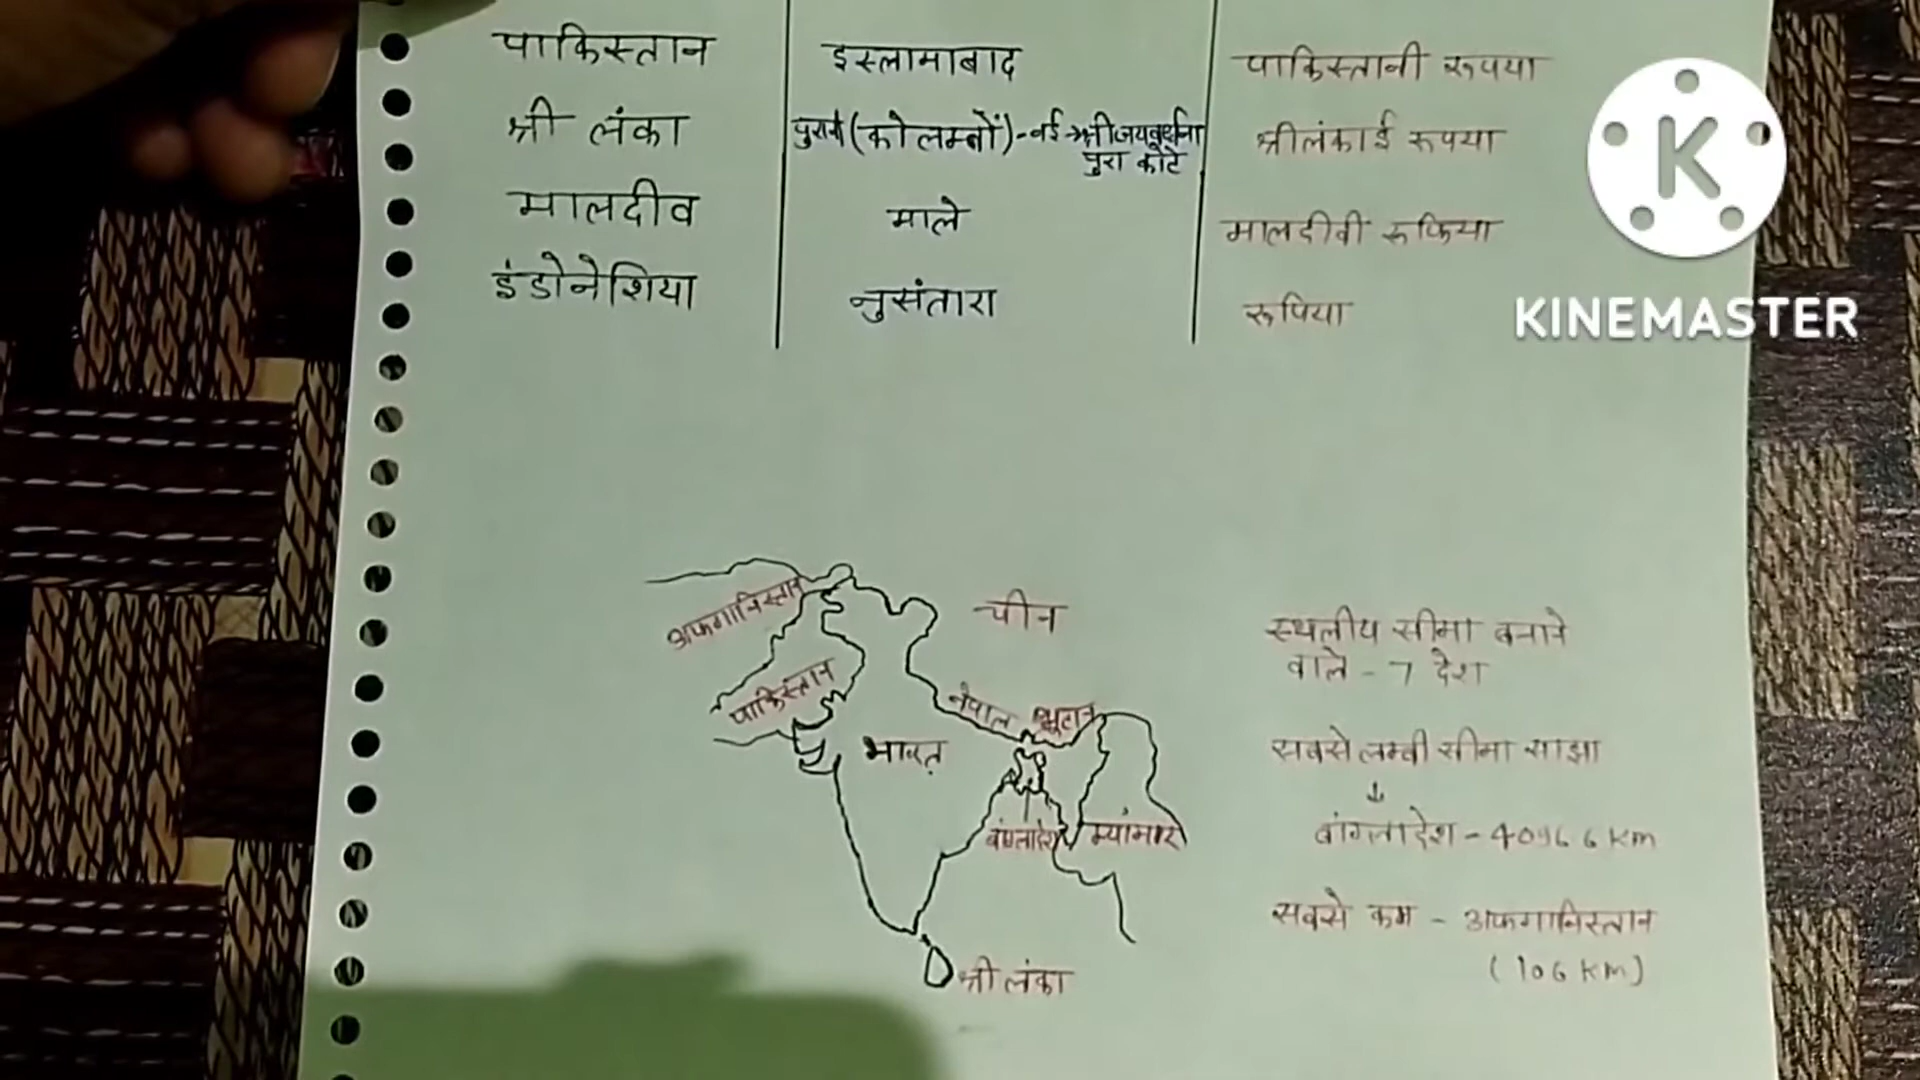 पाकिस्तान इस्लामाबाद पाकिस्तानी रूपया
श्री लंका पुरानी (कोलम्बों) - नई → श्रीजयवर्धना पुरा कोटे श्रीलंकाई रूपया
मालदीव माले मालदीवी रूफिया
इंडोनेशिया नुसंतारा रूपिया
KINEMASTER
अफगानिस्तान
चीन
पाकिस्तान
नेपाल
भूटान
भारत
बंग्लादेश
म्यांमार
श्री लंका
स्थलीय सीमा बनाने
वाले - 7 देश
सबसे लम्बी सीमा साझा
↓
बांग्लादेश - 4096.6 KM
सबसे कम - अफगानिस्तान
(106 KM)